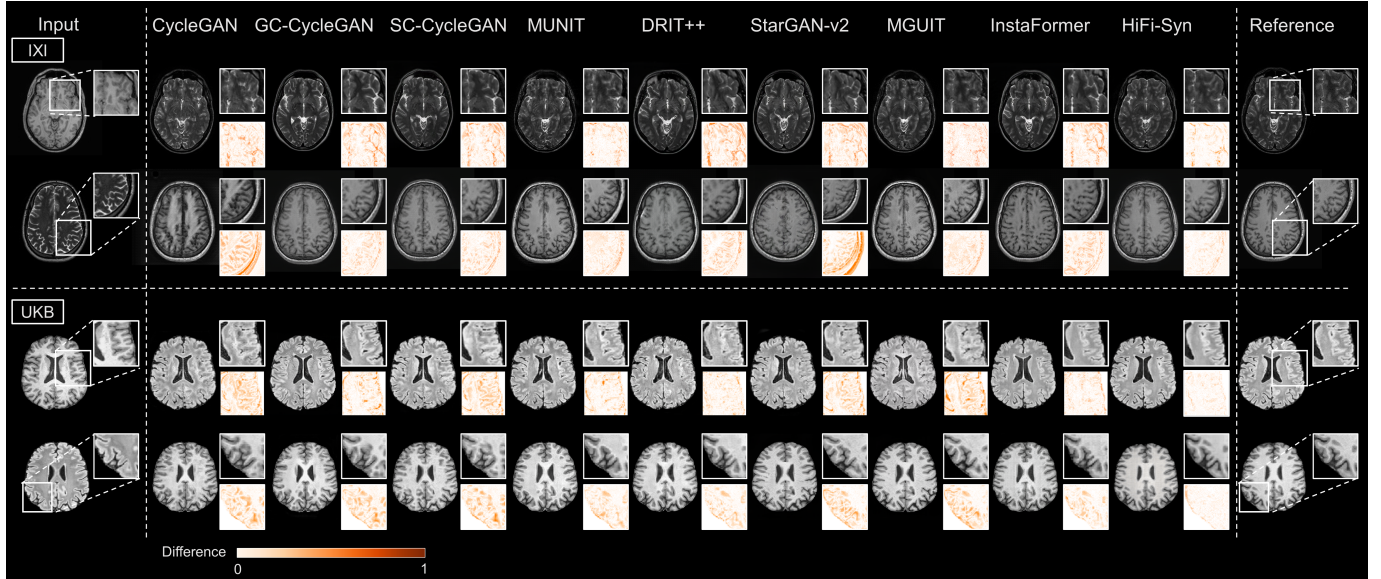 Input CycleGAN GC-CycleGAN SC-CycleGAN MUNIT DRIT++ StarGAN-v2 MGUIT InstaFormer HiFi-Syn Reference
IXI
UKB
Difference
0 1